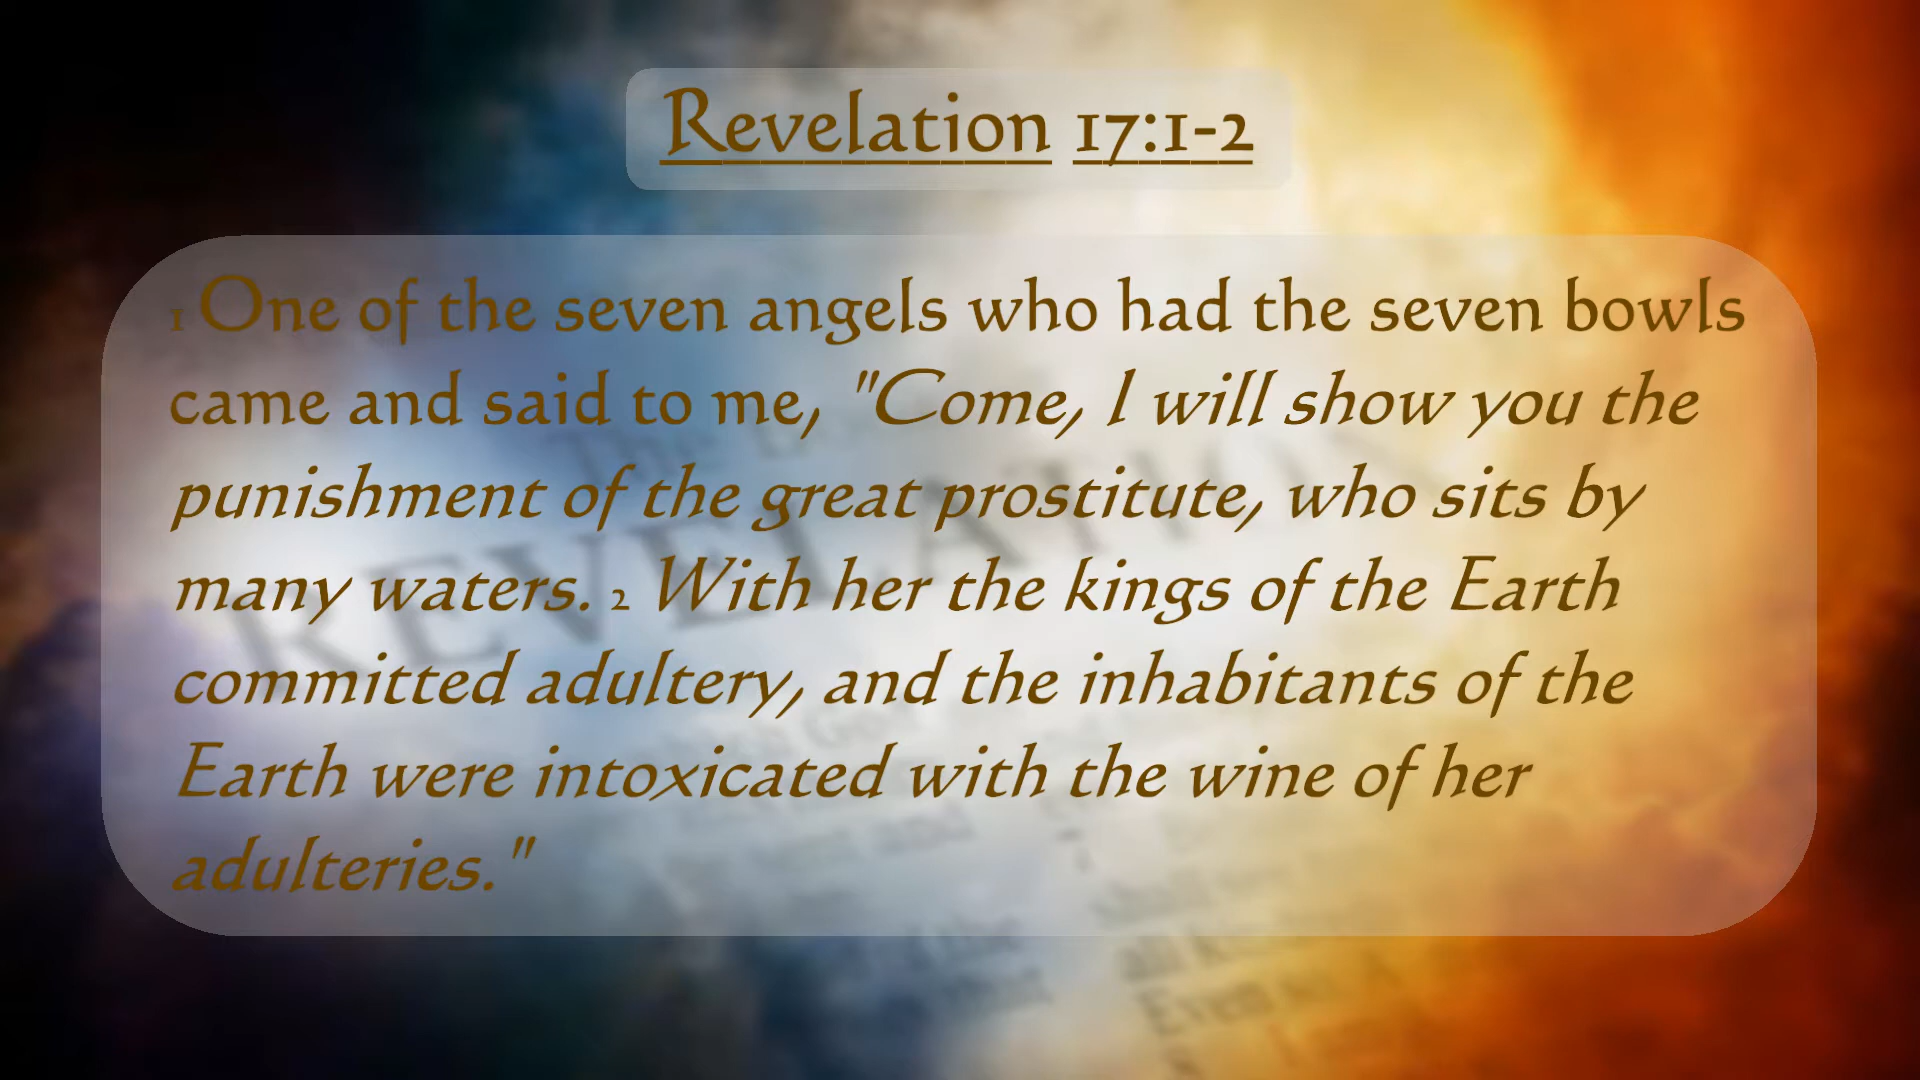 Revelation 17:1-2
1 One of the seven angels who had the seven bowls
came and said to me, "Come, I will show you the
punishment of the great prostitute, who sits by
many waters. 2 With her the kings of the Earth
committed adultery, and the inhabitants of the
Earth were intoxicated with the wine of her
adulteries."
REVELATION